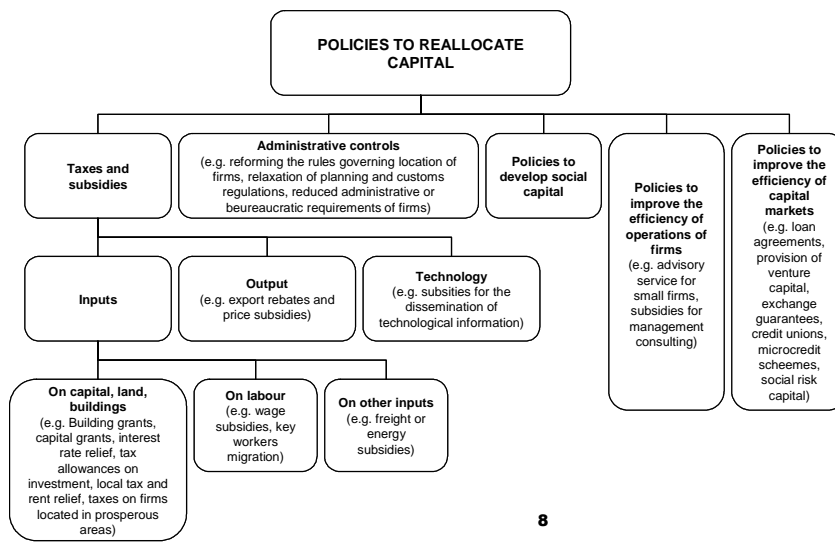 POLICIES TO REALLOCATE
CAPITAL
Taxes and
subsidies
Administrative controls
(e.g. reforming the rules governing location of
firms, relaxation of planning and customs
regulations, reduced administrative or
beureaucratic requirements of firms)
Policies to
develop social
capital
Policies to
improve the
efficiency of
operations of
firms
(e.g. advisory
service for
small firms,
subsidies for
management
consulting)
Policies to
improve the
efficiency of
capital
markets
(e.g. loan
agreements,
provision of
venture
capital,
exchange
guarantees,
credit unions,
microcredit
scheemes,
social risk
capital)
Inputs
Output
(e.g. export rebates and
price subsidies)
Technology
(e.g. subsities for the
dissemination of
technological information)
On capital, land,
buildings
(e.g. Building grants,
capital grants, interest
rate relief, tax
allowances on
investment, local tax and
rent relief, taxes on firms
located in prosperous
areas)
On labour
(e.g. wage
subsidies, key
workers
migration)
On other inputs
(e.g. freight or
energy
subsidies)
8